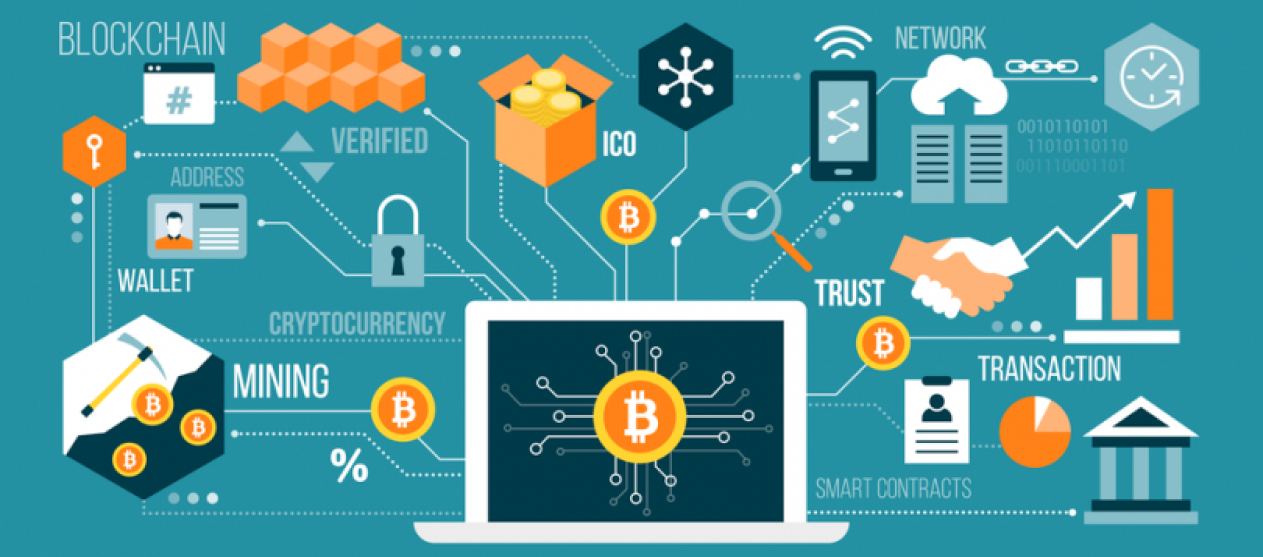 BLOCKCHAIN
NETWORK
#
VERIFIED
ICO
0010110101
11010110110
001110001101
ADDRESS
WALLET
TRUST
CRYPTOCURRENCY
MINING
TRANSACTION
%
SMART CONTRACTS